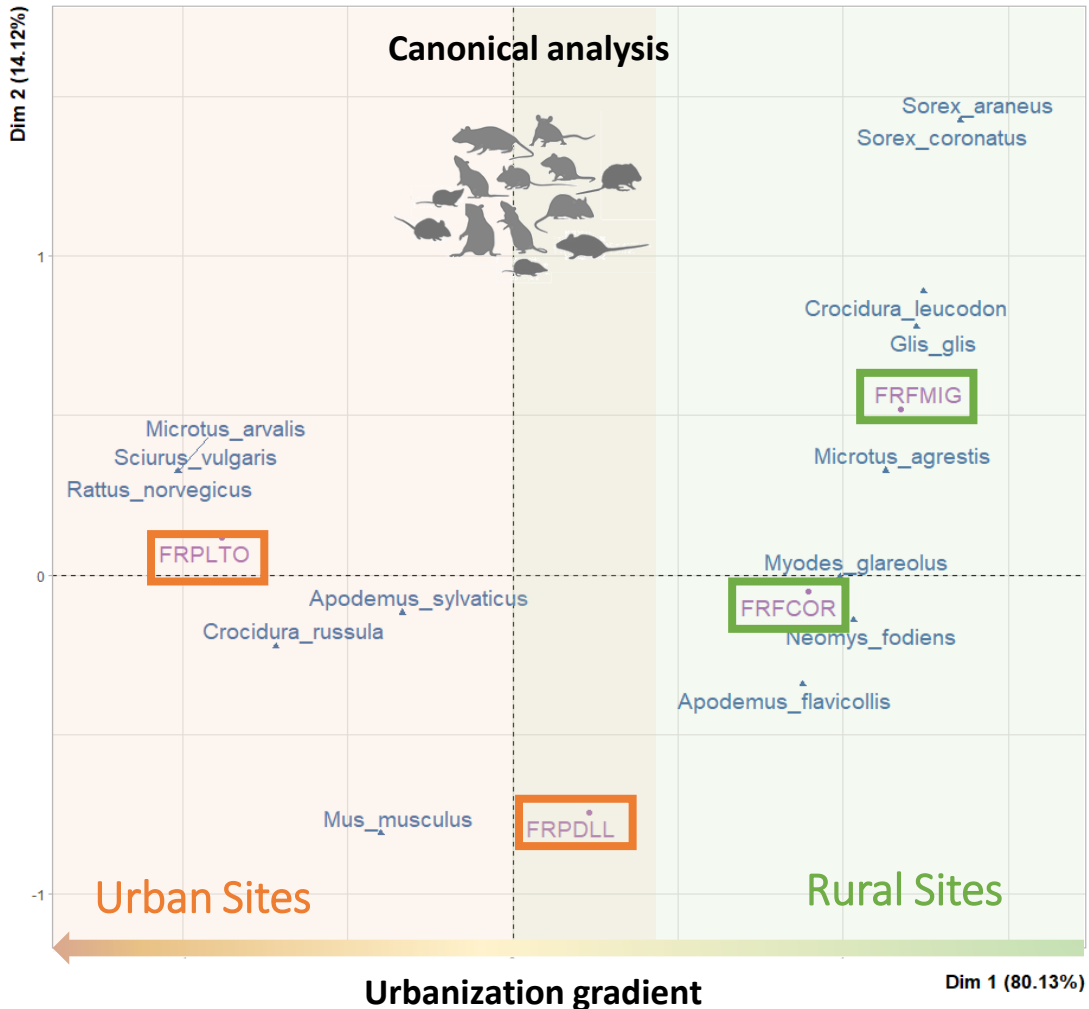 Canonical analysis
Dim 2 (14.12%)
Sorex_araneus
Sorex_coronatus
1
Crocidura_leucodon
Glis_glis
FRFMIG
Microtus_arvalis
Sciurus_vulgaris
Microtus_agrestis
Rattus_norvegicus
FRPLTO
Myodes_glareolus
0
Apodemus_sylvaticus
FRFCOR
Crocidura_russula
Neomys_fodiens
Apodemus_flavicollis
Mus_musculus
FRPDLL
-1
Urban Sites
Rural Sites
Dim 1 (80.13%)
Urbanization gradient